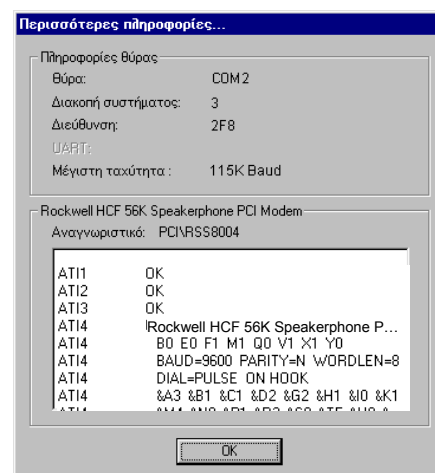 Περισσότερες πληροφορίες...
Πληροφορίες θύρας
Θύρα: COM2
Διακοπή συστήματος: 3
Διεύθυνση: 2F8
UART:
Μέγιστη ταχύτητα : 115K Baud
Rockwell HCF 56K Speakerphone PCI Modem
Αναγνωριστικό: PCI\RSS8004
ATI1 OK
ATI2 OK
ATI3 OK
ATI4 Rockwell HCF 56K Speakerphone P...
ATI4 B0 E0 F1 M1 Q0 V1 X1 Y0
ATI4 BAUD=9600 PARITY=N WORDLEN=8
ATI4 DIAL=PULSE ON HOOK
ATI4 &A3 &B1 &C1 &D2 &G2 &H1 &I0 &K1
ATI4
OK